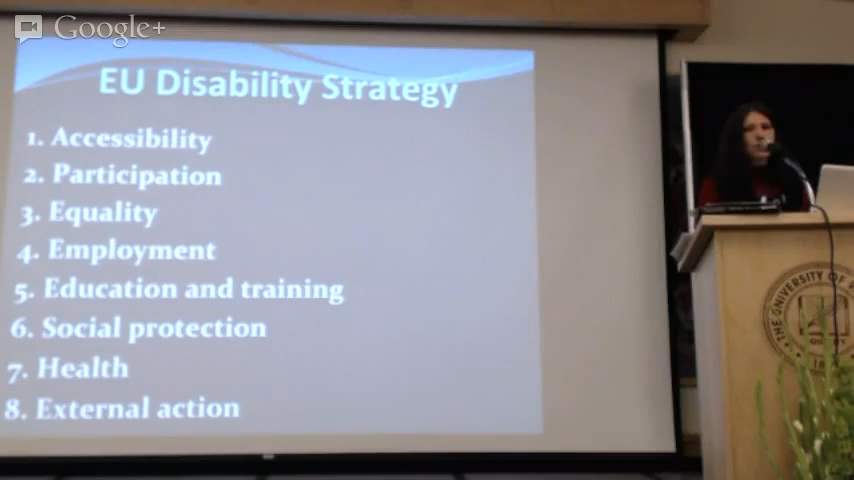 Google+
EU Disability Strategy
1. Accessibility
2. Participation
3. Equality
4. Employment
5. Education and training
6. Social protection
7. Health
8. External action
THE UNIVERSITY OF